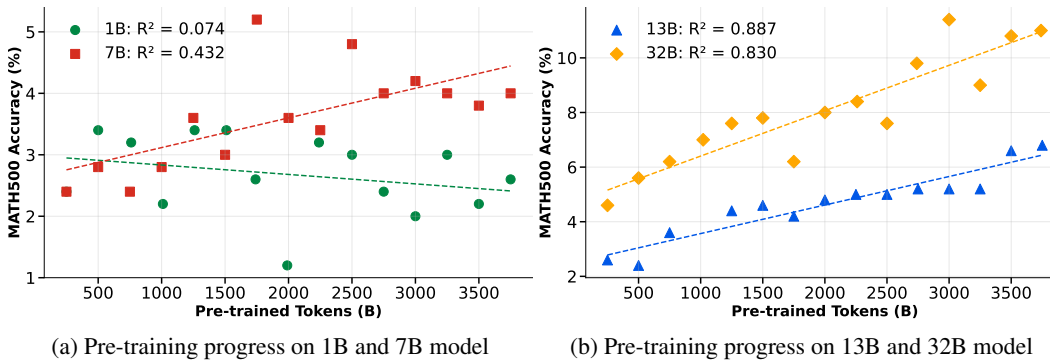 1B: R² = 0.074
7B: R² = 0.432
MATH500 Accuracy (%)
5
4
3
2
1
500 1000 1500 2000 2500 3000 3500
Pre-trained Tokens (B)
(a) Pre-training progress on 1B and 7B model
13B: R² = 0.887
32B: R² = 0.830
MATH500 Accuracy (%)
10
8
6
4
2
500 1000 1500 2000 2500 3000 3500
Pre-trained Tokens (B)
(b) Pre-training progress on 13B and 32B model